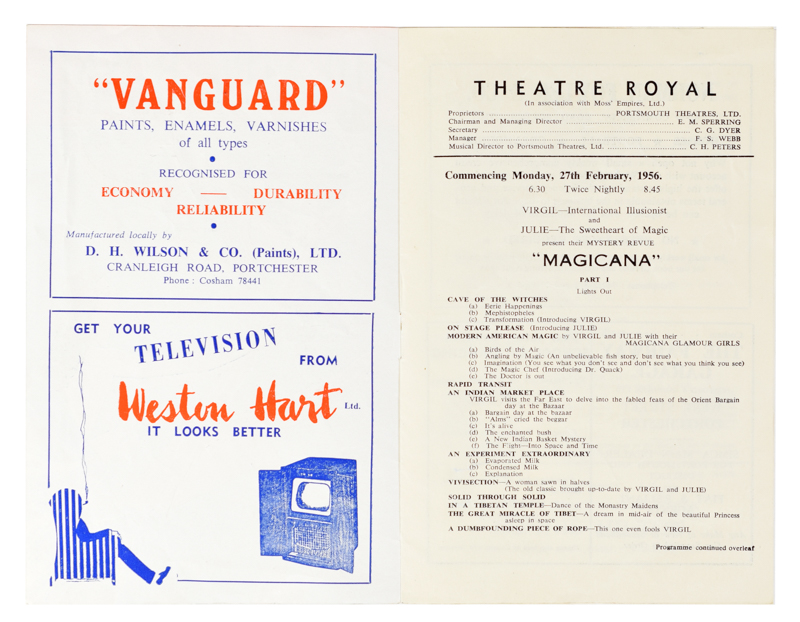 "VANGUARD"
PAINTS, ENAMELS, VARNISHES
of all types
RECOGNISED FOR
ECONOMY —— DURABILITY
RELIABILITY
Manufactured locally by
D. H. WILSON & CO. (Paints), LTD.
CRANLEIGH ROAD, PORTCHESTER
Phone: Cosham 78441
GET YOUR
TELEVISION
FROM
Weston Hart Ltd.
IT LOOKS BETTER
THEATRE ROYAL
(In association with Moss' Empires, Ltd.)
Proprietors ........ PORTSMOUTH THEATRES, LTD.
Chairman and Managing Director ........ E. M. SPERRING
Secretary ........ C. G. DYER
Manager ........ F. S. WEBB
Musical Director to Portsmouth Theatres, Ltd. ........ C. H. PETERS
Commencing Monday, 27th February, 1956.
6.30 Twice Nightly 8.45
VIRGIL—International Illusionist
and
JULIE—The Sweetheart of Magic
present their MYSTERY REVUE
"MAGICANA"
PART I
Lights Out
CAVE OF THE WITCHES
(a) Eerie Happenings
(b) Mephistopheles
(c) Transformation (Introducing VIRGIL)
ON STAGE PLEASE (Introducing JULIE)
MODERN AMERICAN MAGIC by VIRGIL and JULIE with their
MAGICANA GLAMOUR GIRLS
(a) Birds of the Air
(b) Angling by Magic (An unbelievable fish story, but true)
(c) Imagination (You see what you don't see and don't see what you think you see)
(d) The Magic Chef (Introducing Dr. Quack)
(e) The Doctor is out
RAPID TRANSIT
AN INDIAN MARKET PLACE
VIRGIL visits the Far East to delve into the fabled feats of the Orient Bargain
day at the Bazaar
(a) Bargain day at the bazaar
(b) "Alms" cried the beggar
(c) It's alive
(d) The enchanted bush
(e) A New Indian Basket Mystery
(f) The Flight—Into Space and Time
AN EXPERIMENT EXTRAORDINARY
(a) Evaporated Milk
(b) Condensed Milk
(c) Explanation
VIVISECTION—A woman sawn in halves
(The old classic brought up-to-date by VIRGIL and JULIE)
SOLID THROUGH SOLID
IN A TIBETAN TEMPLE—Dance of the Monastry Maidens
THE GREAT MIRACLE OF TIBET—A dream in mid-air of the beautiful Princess
asleep in space
A DUMBFOUNDING PIECE OF ROPE—This one even fools VIRGIL
Programme continued overleaf